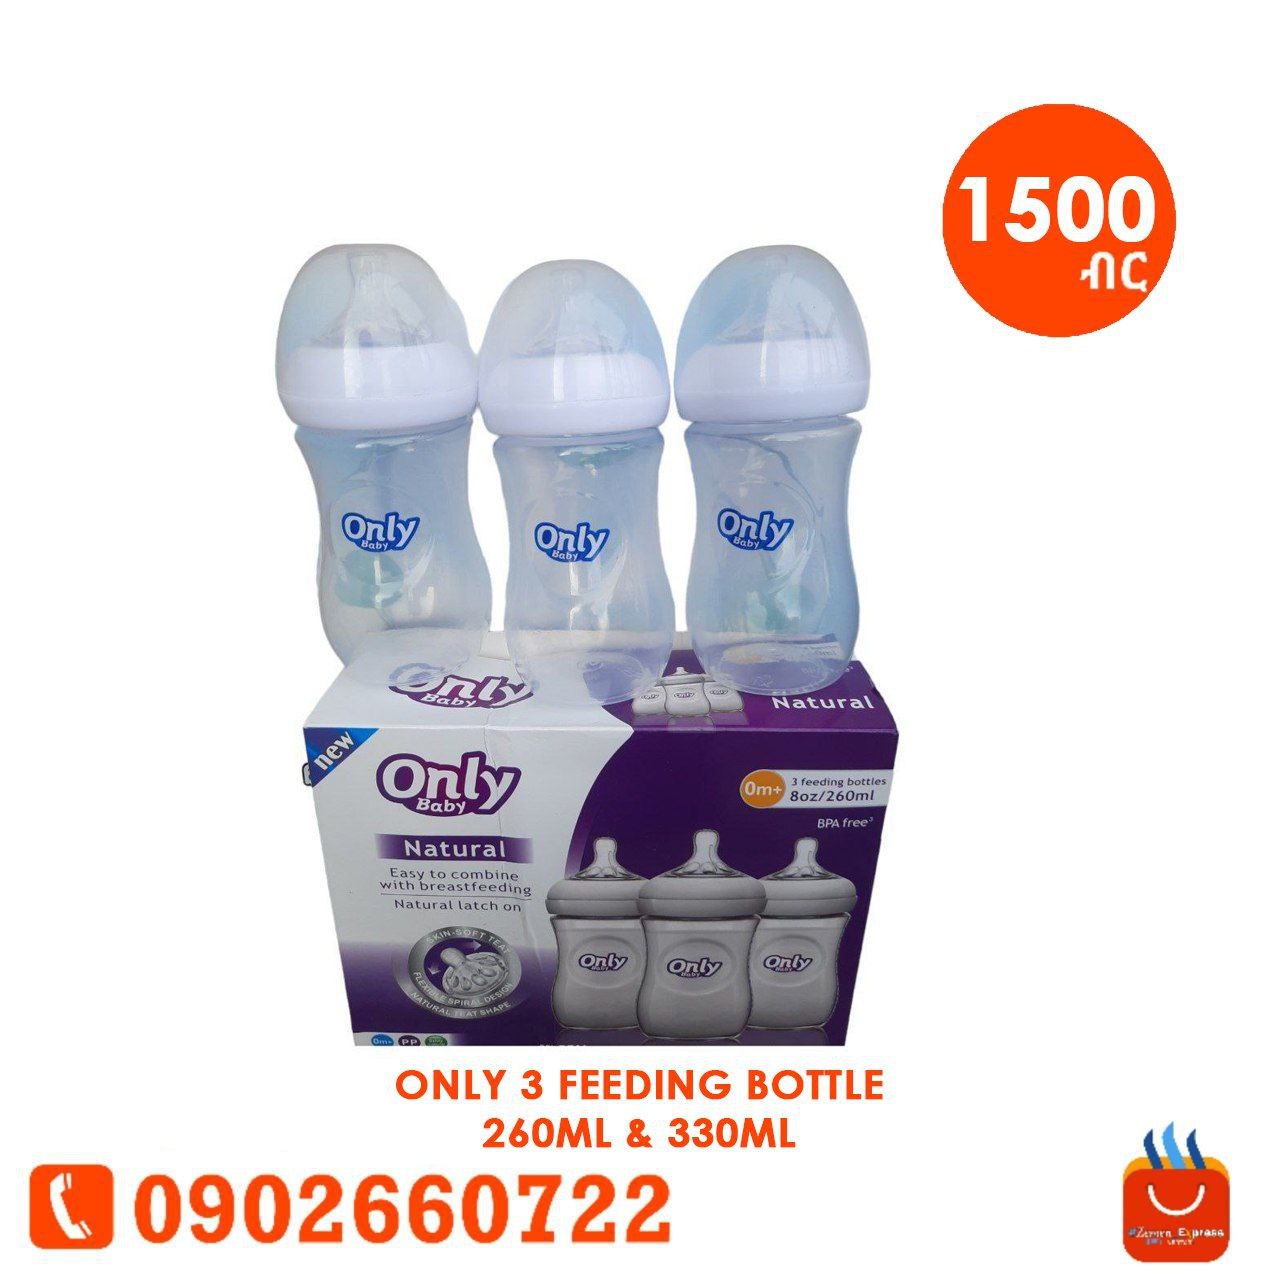 1500
ብር
Only
Baby
Only
Baby
Only
Baby
Only
Baby
Natural
new
Only
Baby
Natural
Easy to combine
with breastfeeding
Natural latch on
SKIN-SOFT TEAT
FLEXIBLE SPIRAL DESIGN
NATURAL TEAT SHAPE
0m+ PP
0m+
3 feeding bottles
8oz/260ml
BPA free³
Only
Baby
Only
Baby
Only
Baby
ONLY 3 FEEDING BOTTLE
260ML & 330ML
0902660722
Express